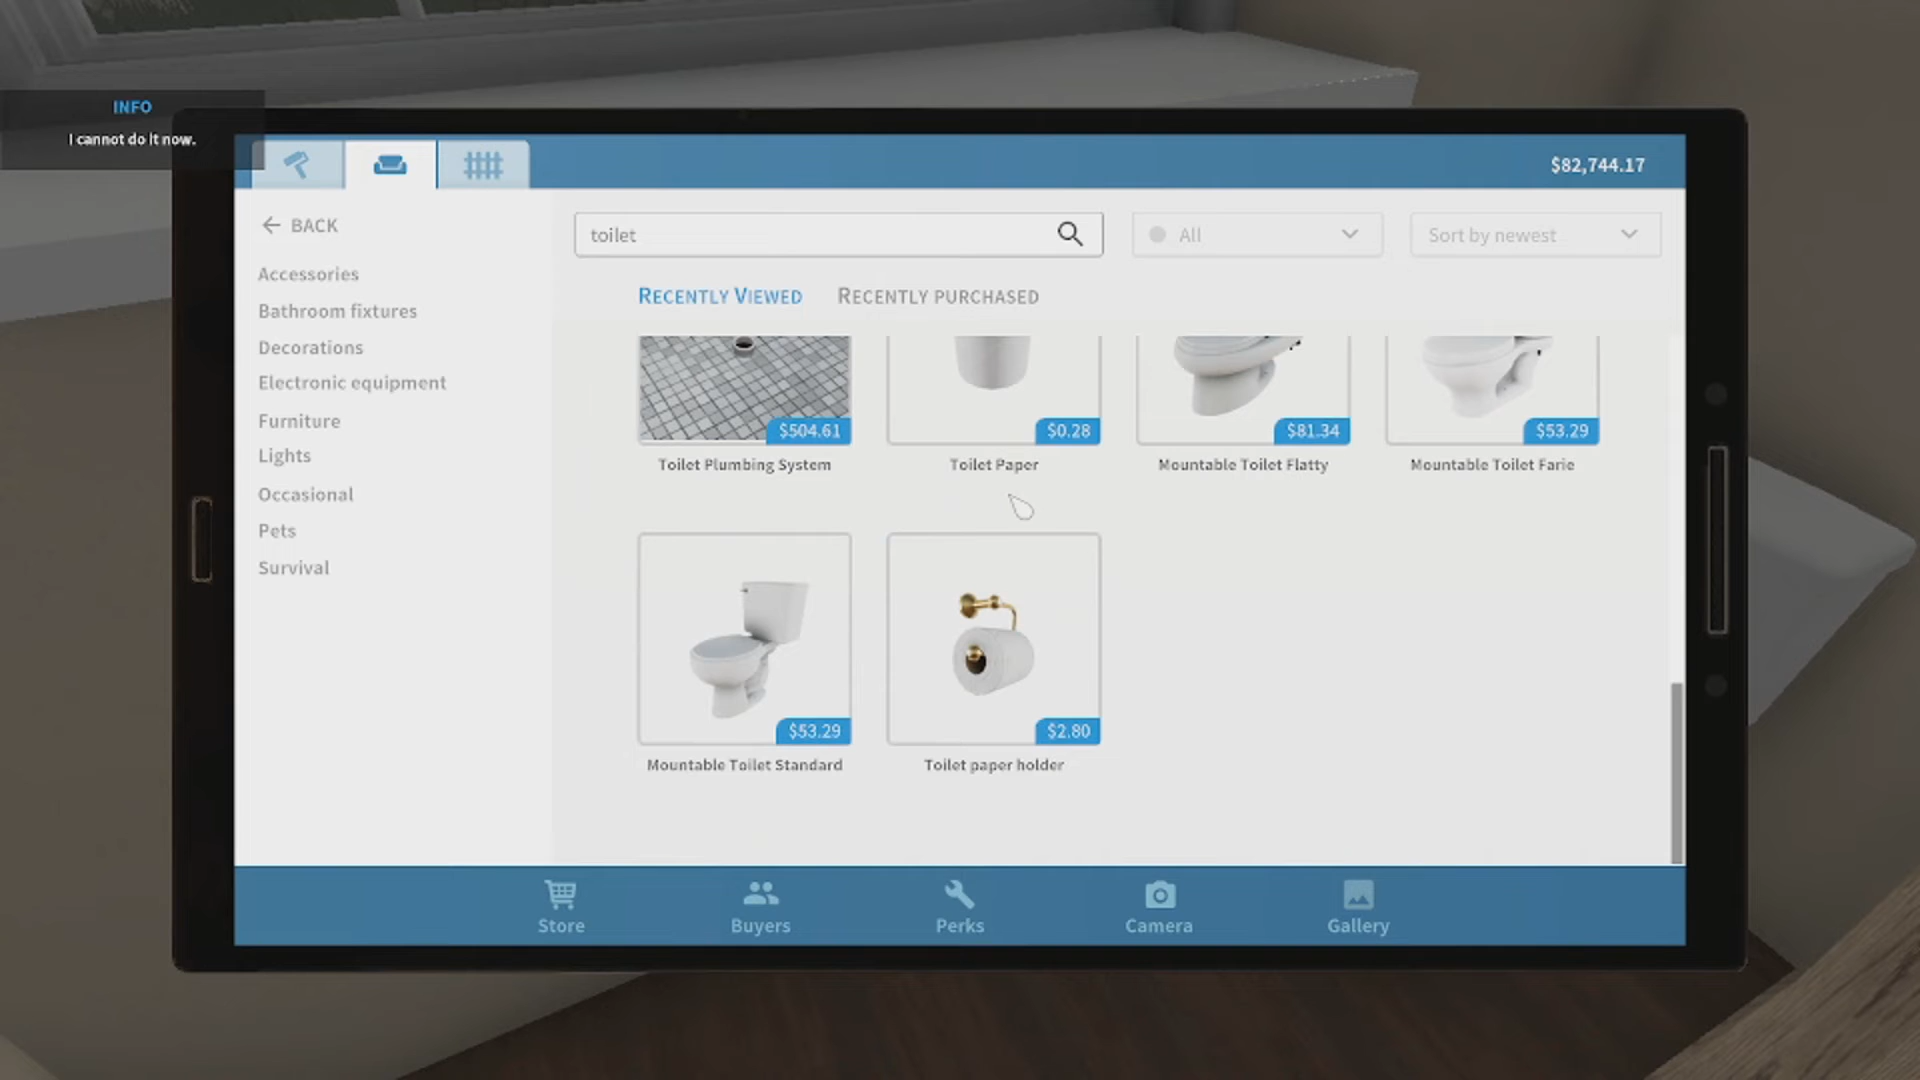 INFO
I cannot do it now.
$82,744.17
BACK
toilet
All
Sort by newest
Accessories
Bathroom fixtures
Decorations
Electronic equipment
Furniture
Lights
Occasional
Pets
Survival
RECENTLY VIEWED
RECENTLY PURCHASED
$504.61
$0.28
$81.34
$53.29
Toilet Plumbing System
Toilet Paper
Mountable Toilet Flatty
Mountable Toilet Farie
$53.29
$2.80
Mountable Toilet Standard
Toilet paper holder
Store
Buyers
Perks
Camera
Gallery